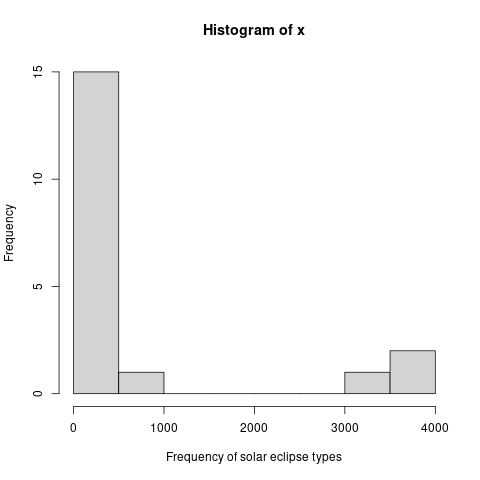 Histogram of x
Frequency
15
10
5
0
0 1000 2000 3000 4000
Frequency of solar eclipse types